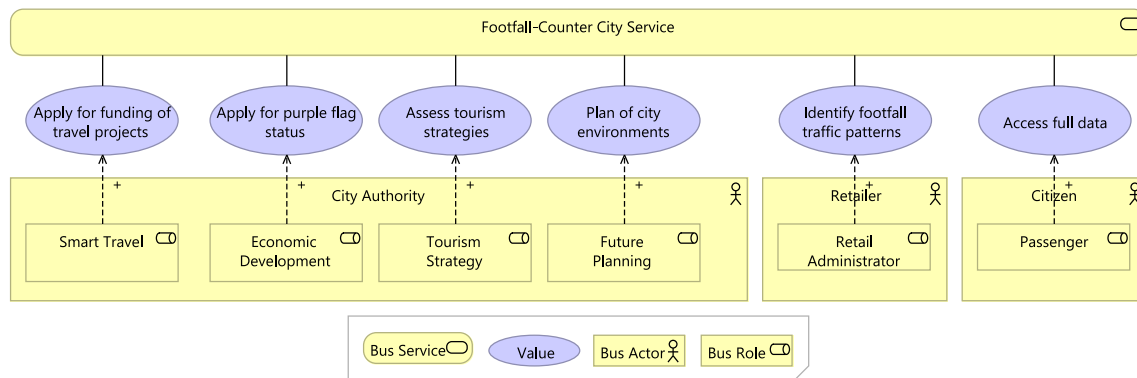 Footfall-Counter City Service
Apply for funding of
travel projects
Apply for purple flag
status
Assess tourism
strategies
Plan of city
environments
Identify footfall
traffic patterns
Access full data
+
+
+
+
+
+
City Authority
Retailer
Citizen
Smart Travel
Economic
Development
Tourism
Strategy
Future
Planning
Retail
Administrator
Passenger
Bus Service
Value
Bus Actor
Bus Role